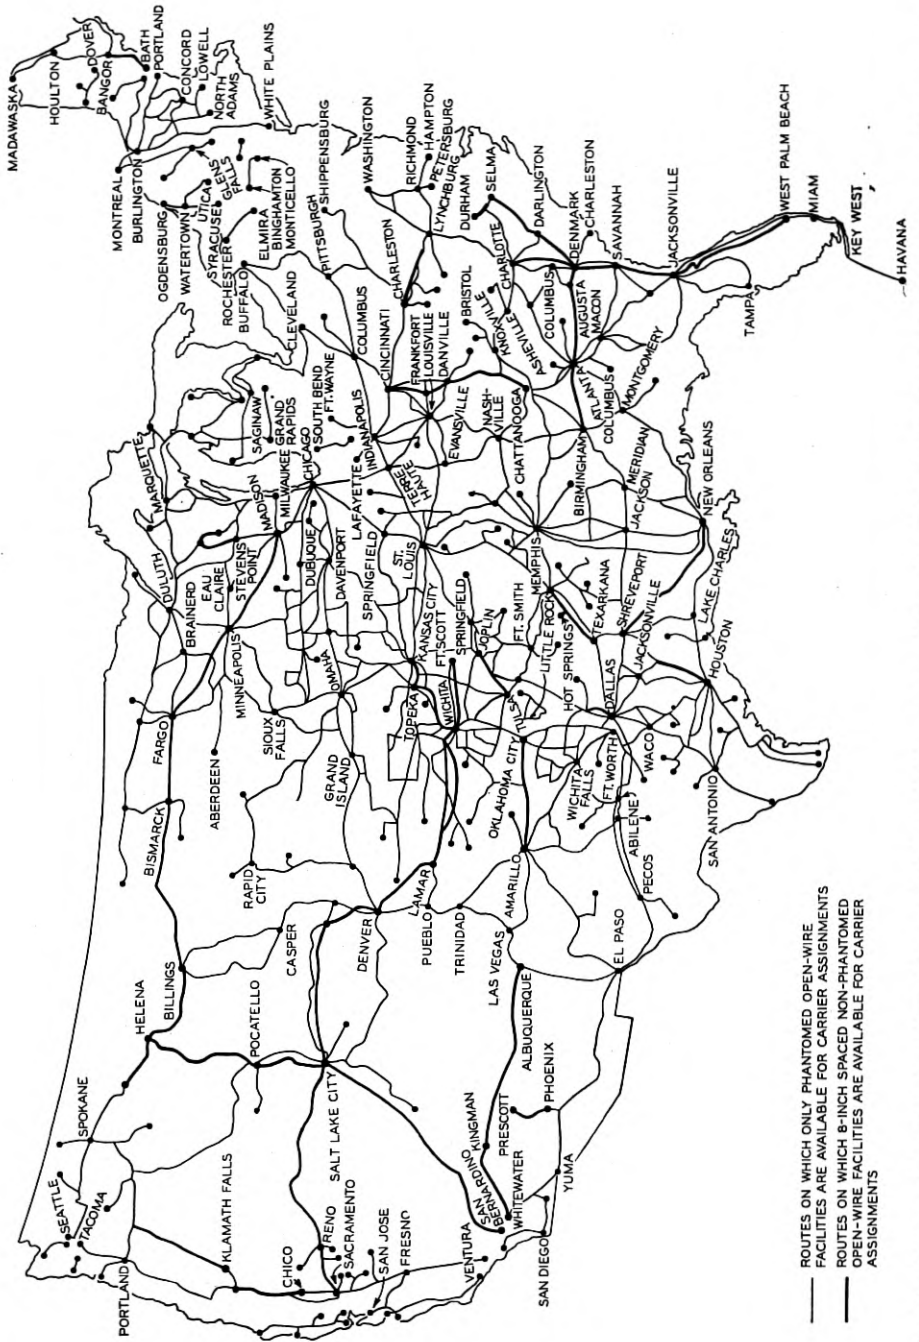 MADAWASKA
HOULTON
DOVER
BANGOR
BATH
PORTLAND
CONCORD
LOWELL
NORTH
ADAMS
WHITE PLAINS
MONTREAL
BURLINGTON
OGDENSBURG
WATERTOWN
UTICA
SYRACUSE
GLENS
FALLS
ROCHESTER
BUFFALO
ELMIRA
BINGHAMTON
MONTICELLO
PITTSBURGH
SHIPPENSBURG
WASHINGTON
RICHMOND
HAMPTON
PETERSBURG
LYNCHBURG
DURHAM
SELMA
DARLINGTON
CLEVELAND
COLUMBUS
CINCINNATI
CHARLESTON
FRANKFORT
LOUISVILLE
DANVILLE
BRISTOL
KNOXVILLE
CHARLOTTE
ASHEVILLE
COLUMBUS
DENMARK
CHARLESTON
SAVANNAH
AUGUSTA
MACON
JACKSONVILLE
WEST PALM BEACH
MIAM
KEY WEST
HAVANA
TAMPA
MARQUETTE
SAGINAW
GRAND
RAPIDS
SOUTH BEND
FT. WAYNE
MADISON
MILWAUKEE
CHICAGO
LAFAYETTE
INDIANAPOLIS
TERRE
HAUTE
EVANSVILLE
NASH-
VILLE
CHATTANOOGA
ATLANTA
COLUMBUS
MONTGOMERY
BIRMINGHAM
MERIDIAN
JACKSON
NEW ORLEANS
DULUTH
BRAINERD
EAU
CLAIRE
STEVENS
POINT
DUBUQUE
DAVENPORT
SPRINGFIELD
ST.
LOUIS
MEMPHIS
MINNEAPOLIS
FARGO
SIOUX
FALLS
OMAHA
KANSAS CITY
FT. SCOTT
SPRINGFIELD
JOPLIN
FT. SMITH
LITTLE ROCK
HOT SPRINGS
TEXARKANA
SHREVEPORT
JACKSONVILLE
LAKE CHARLES
HOUSTON
TOPEKA
WICHITA
TULSA
DALLAS
ABERDEEN
GRAND
ISLAND
OKLAHOMA CITY
WICHITA
FALLS
FT. WORTH
WACO
ABILENE
SAN ANTONIO
BISMARCK
RAPID
CITY
LAMAR
AMARILLO
PECOS
CASPER
DENVER
PUEBLO
TRINIDAD
LAS VEGAS
EL PASO
HELENA
BILLINGS
POCATELLO
ALBUQUERQUE
SPOKANE
SALT LAKE CITY
PHOENIX
PRESCOTT
KINGMAN
SEATTLE
TACOMA
KLAMATH FALLS
RENO
SACRAMENTO
SAN JOSE
FRESNO
SAN
BERNARDINO
WHITEWATER
YUMA
PORTLAND
CHICO
VENTURA
SAN DIEGO
ROUTES ON WHICH ONLY PHANTOMED OPEN-WIRE
FACILITIES ARE AVAILABLE FOR CARRIER ASSIGNMENTS
ROUTES ON WHICH 8-INCH SPACED NON-PHANTOMED
OPEN-WIRE FACILITIES ARE AVAILABLE FOR CARRIER
ASSIGNMENTS